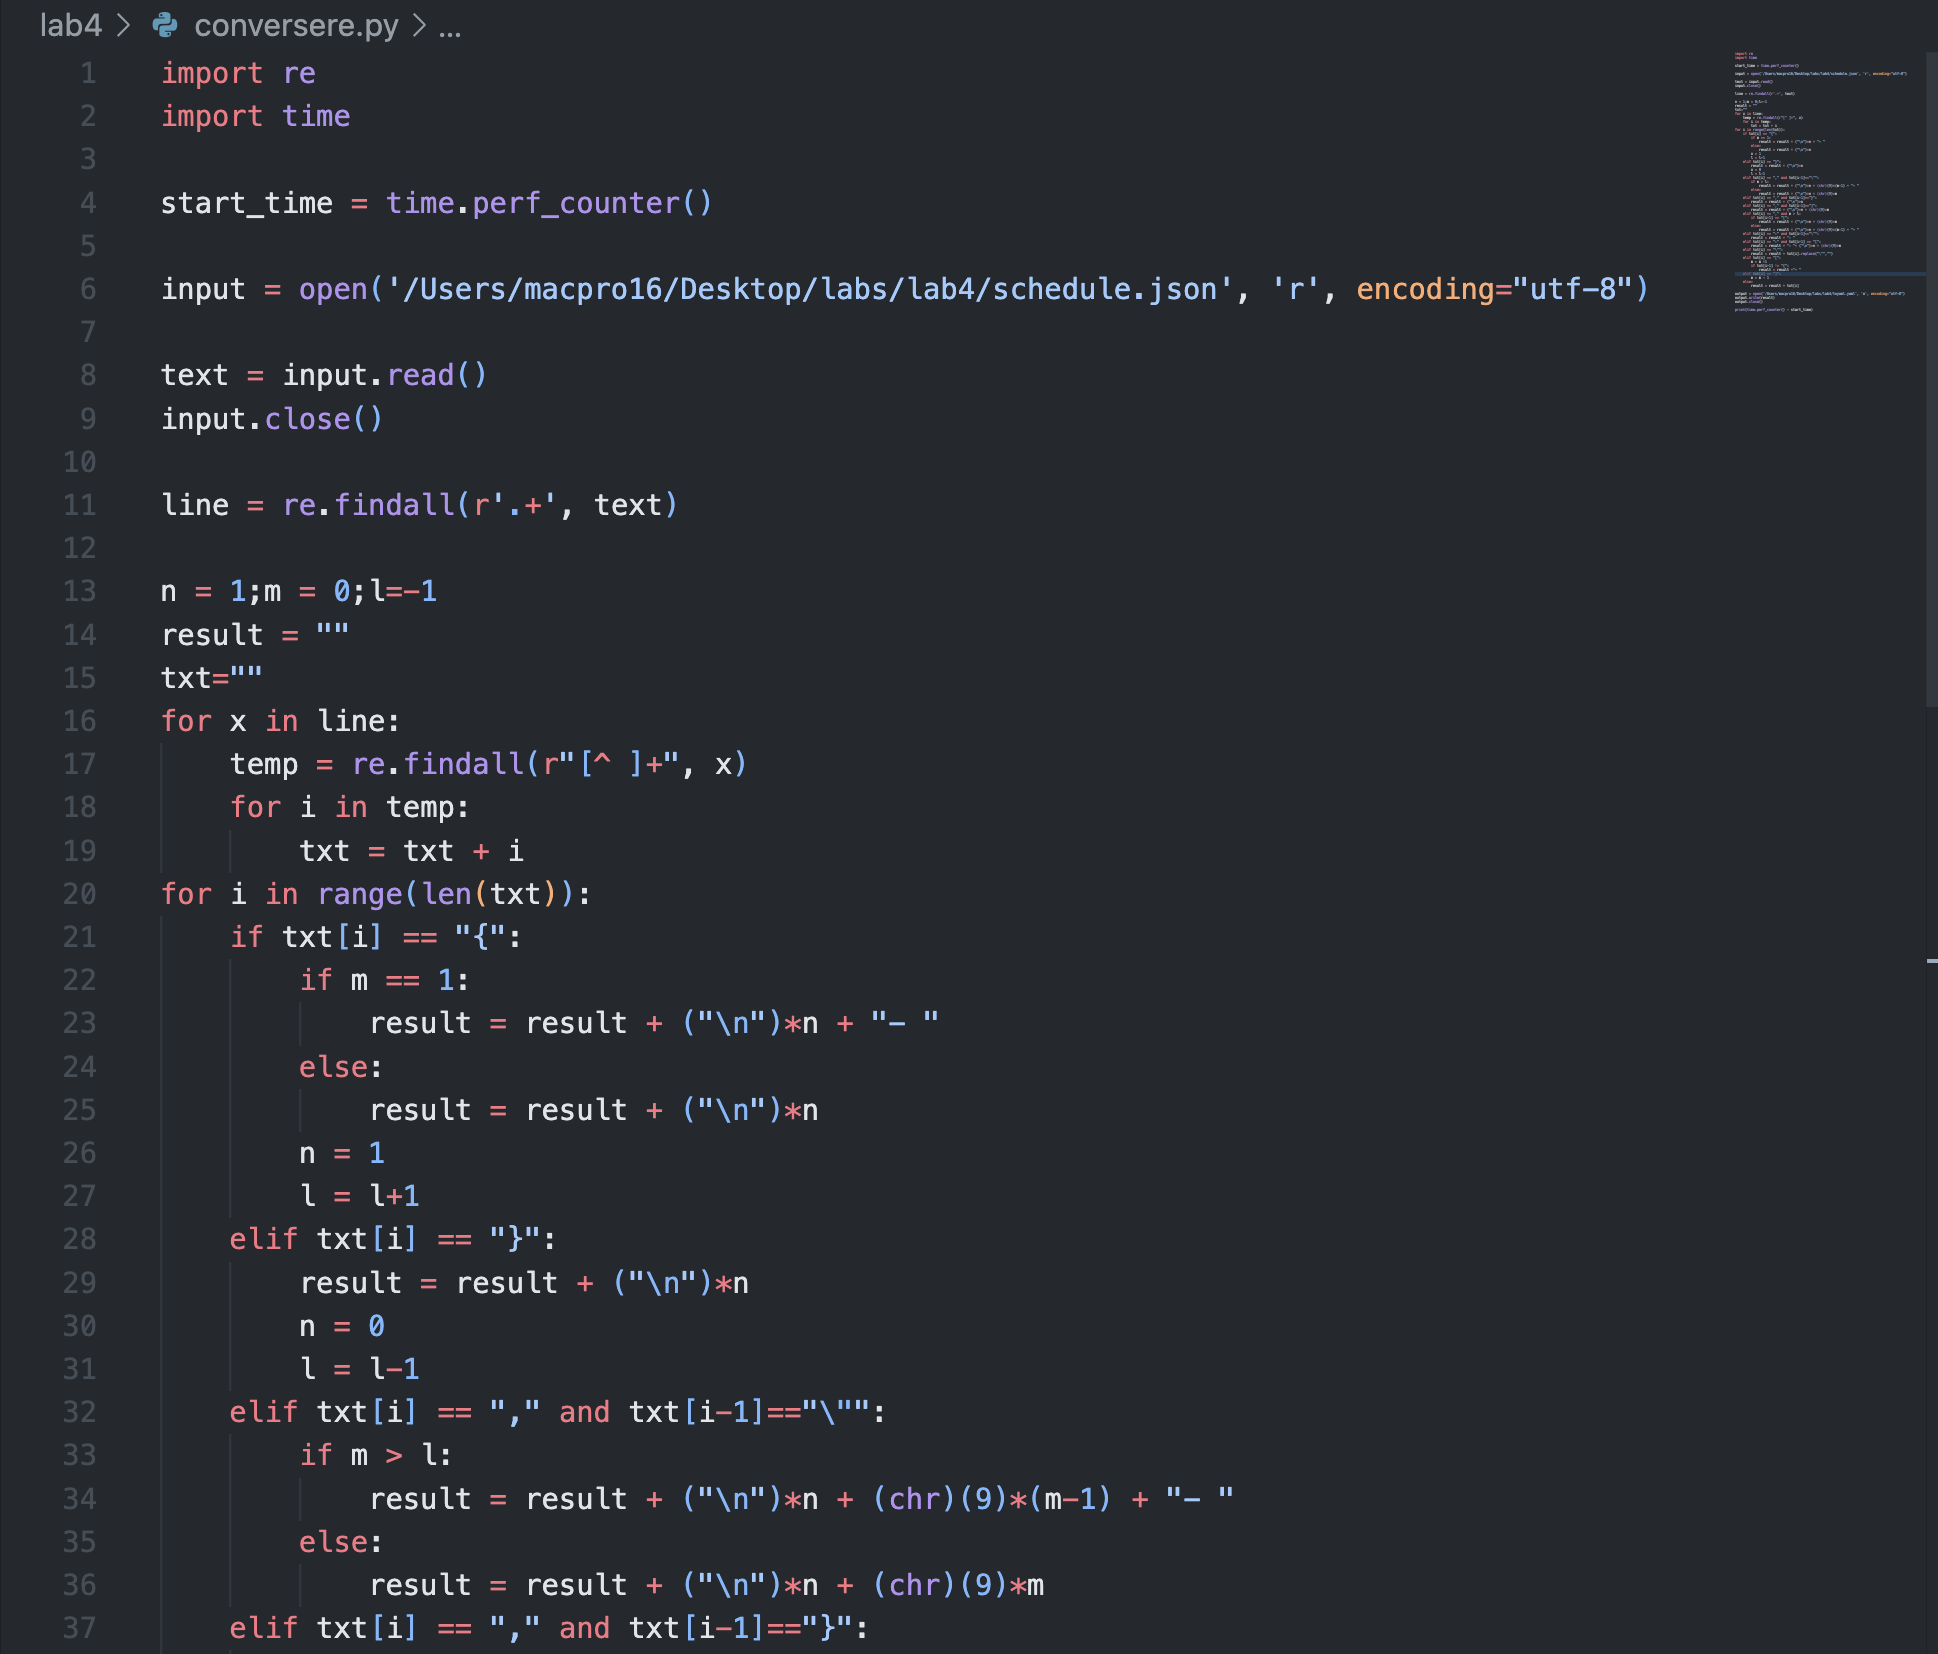 lab4 > conversere.py > ...
1 import re
2 import time
3
4 start_time = time.perf_counter()
5
6 input = open('/Users/macpro16/Desktop/labs/lab4/schedule.json', 'r', encoding="utf-8")
7
8 text = input.read()
9 input.close()
10
11 line = re.findall(r'.+', text)
12
13 n = 1;m = 0;l=-1
14 result = ""
15 txt=""
16 for x in line:
17     temp = re.findall(r"[^ ]+", x)
18     for i in temp:
19         txt = txt + i
20 for i in range(len(txt)):
21     if txt[i] == "{":
22         if m == 1:
23             result = result + ("\n")*n + "- "
24         else:
25             result = result + ("\n")*n
26         n = 1
27         l = l+1
28     elif txt[i] == "}":
29         result = result + ("\n")*n
30         n = 0
31         l = l-1
32     elif txt[i] == "," and txt[i-1]=="\"":
33         if m > l:
34             result = result + ("\n")*n + (chr)(9)*(m-1) + "- "
35         else:
36             result = result + ("\n")*n + (chr)(9)*m
37     elif txt[i] == "," and txt[i-1]=="}":